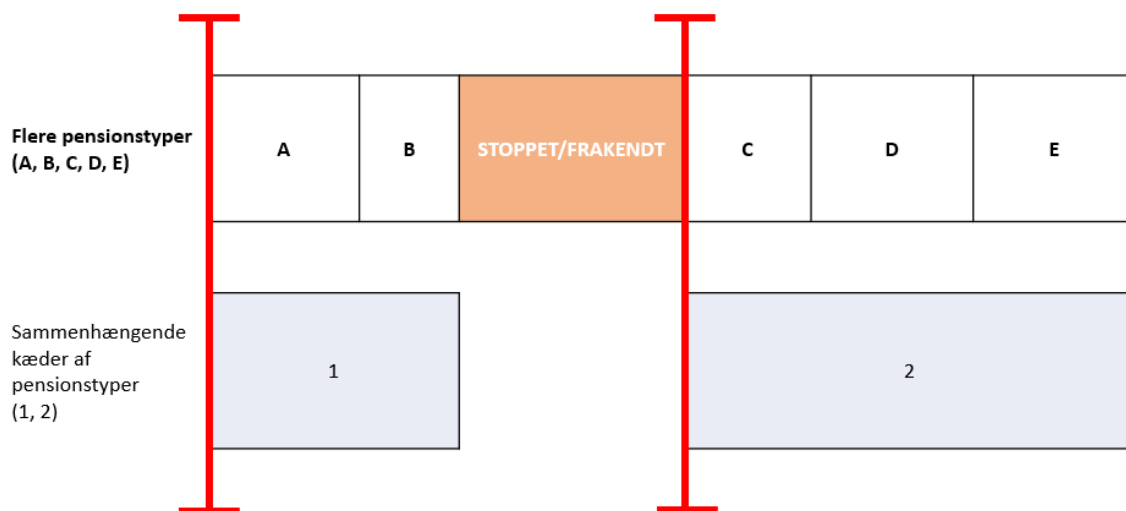 Flere pensionstyper
(A, B, C, D, E)
A
B
STOPPET/FRAKENDT
C
D
E
Sammenhængende
kæder af
pensionstyper
(1, 2)
1
2